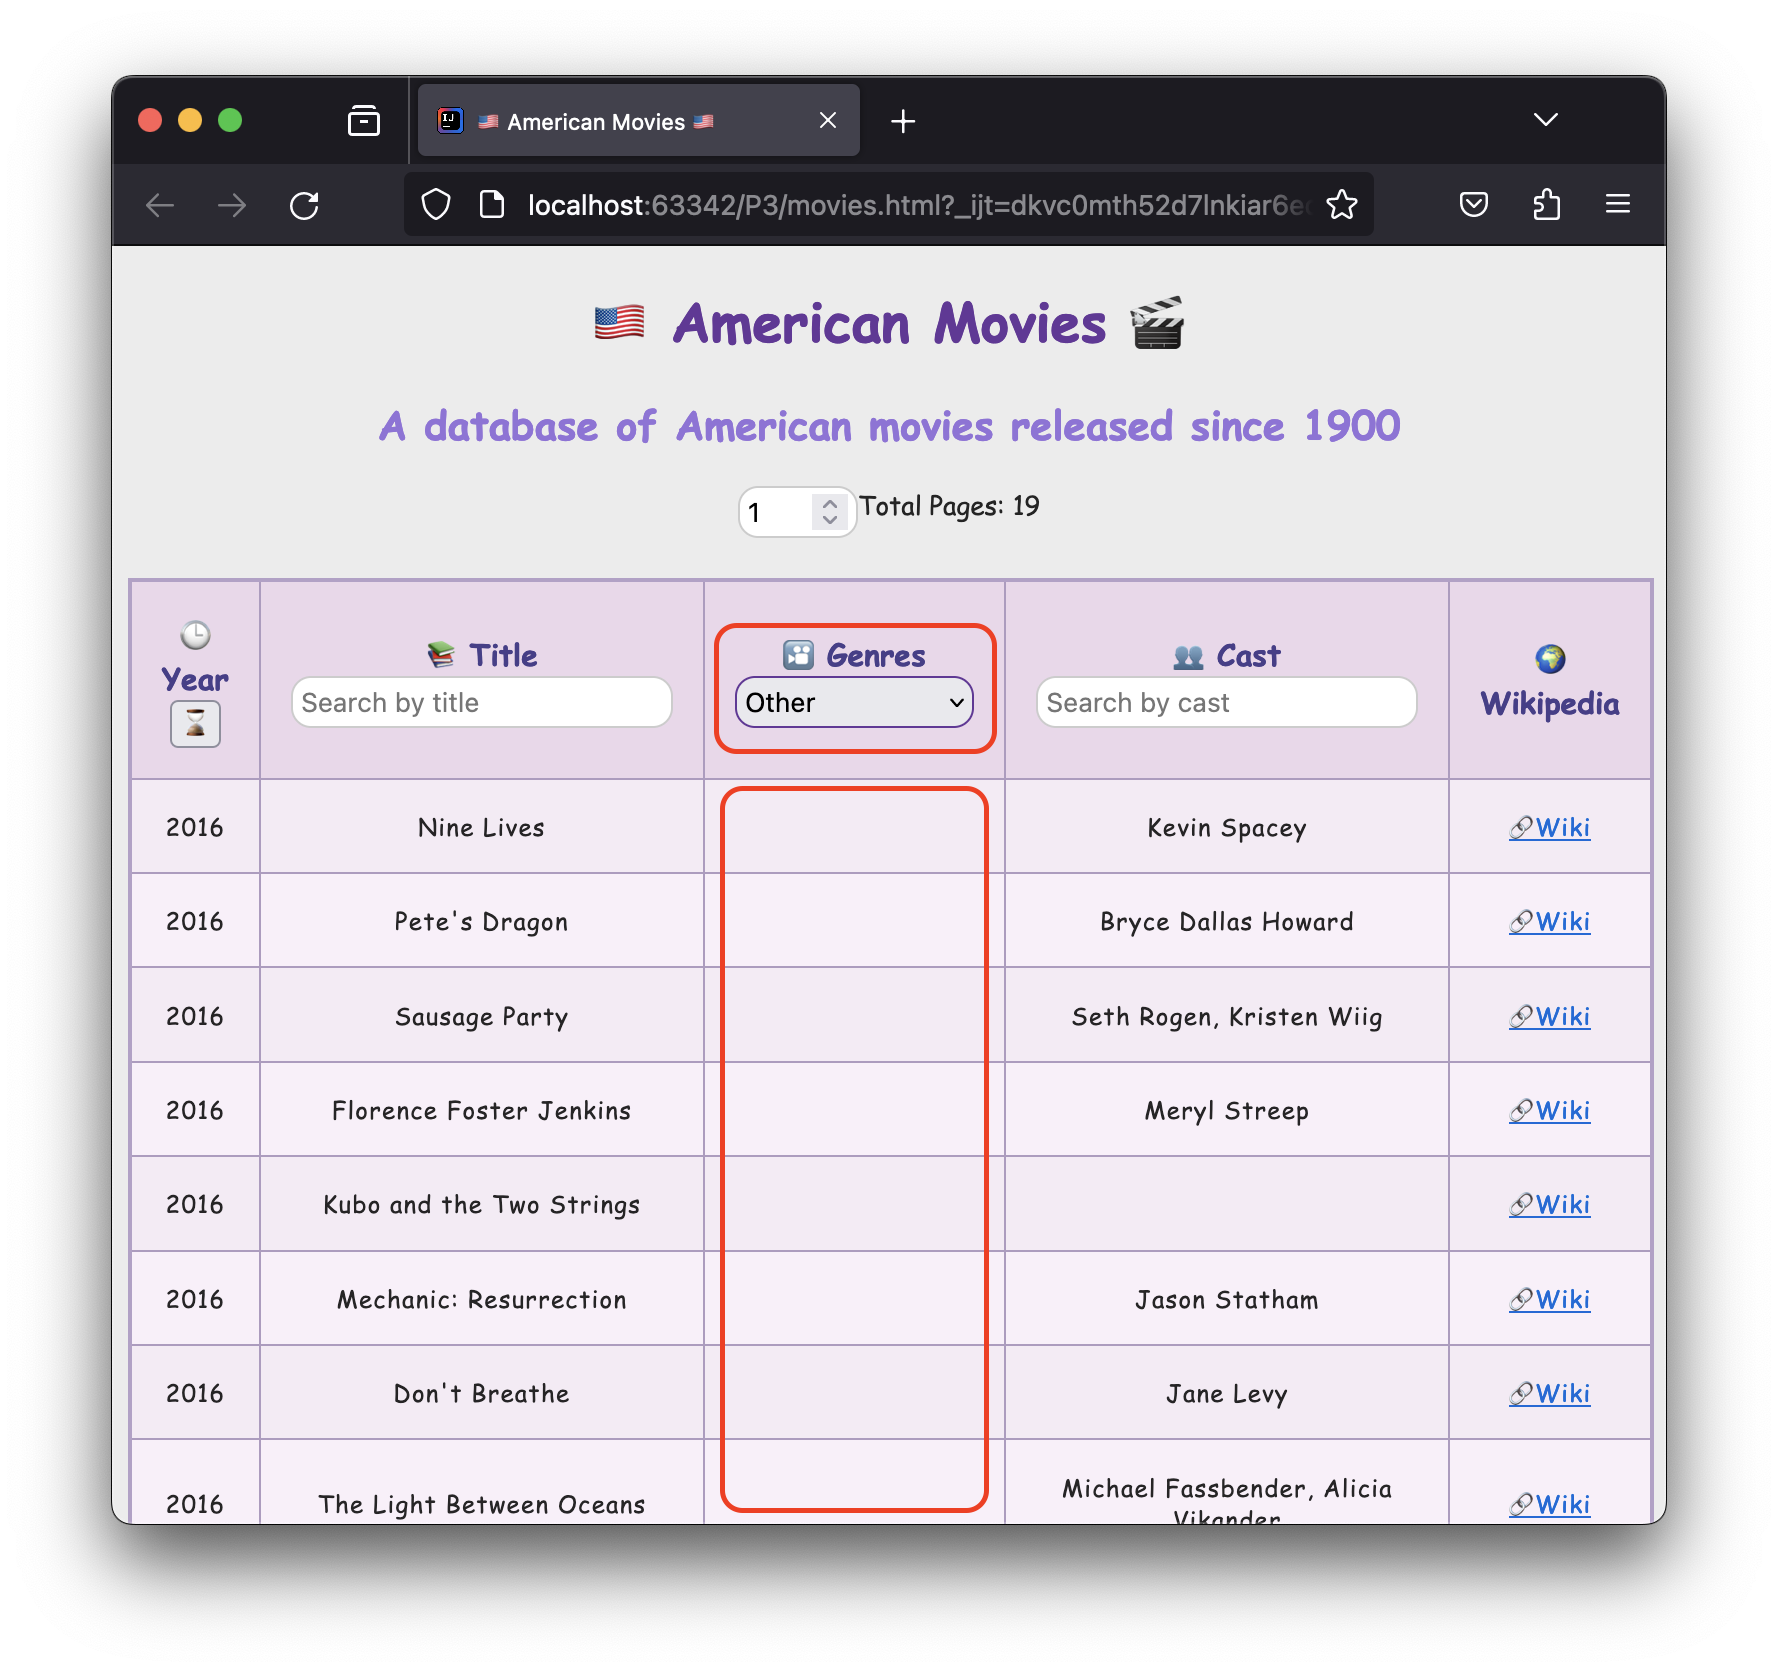 American Movies
localhost:63342/P3/movies.html?_ijt=dkvc0mth52d7lnkiar6e
American Movies
A database of American movies released since 1900
1 Total Pages: 19
Year
Title
Search by title
Genres
Other
Cast
Search by cast
Wikipedia
2016 Nine Lives Kevin Spacey Wiki
2016 Pete's Dragon Bryce Dallas Howard Wiki
2016 Sausage Party Seth Rogen, Kristen Wiig Wiki
2016 Florence Foster Jenkins Meryl Streep Wiki
2016 Kubo and the Two Strings Wiki
2016 Mechanic: Resurrection Jason Statham Wiki
2016 Don't Breathe Jane Levy Wiki
2016 The Light Between Oceans Michael Fassbender, Alicia Wiki
Vikander